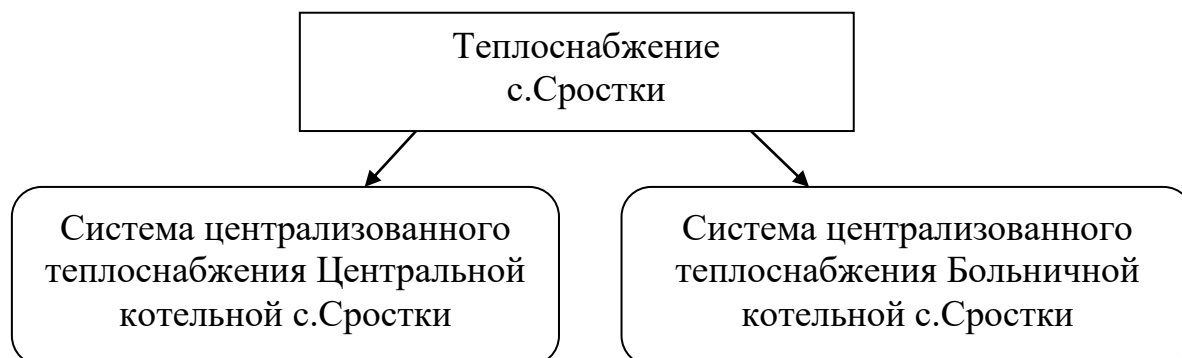 Теплоснабжение
с.Сростки
Система централизованного
теплоснабжения Центральной
котельной с.Сростки
Система централизованного
теплоснабжения Больничной
котельной с.Сростки